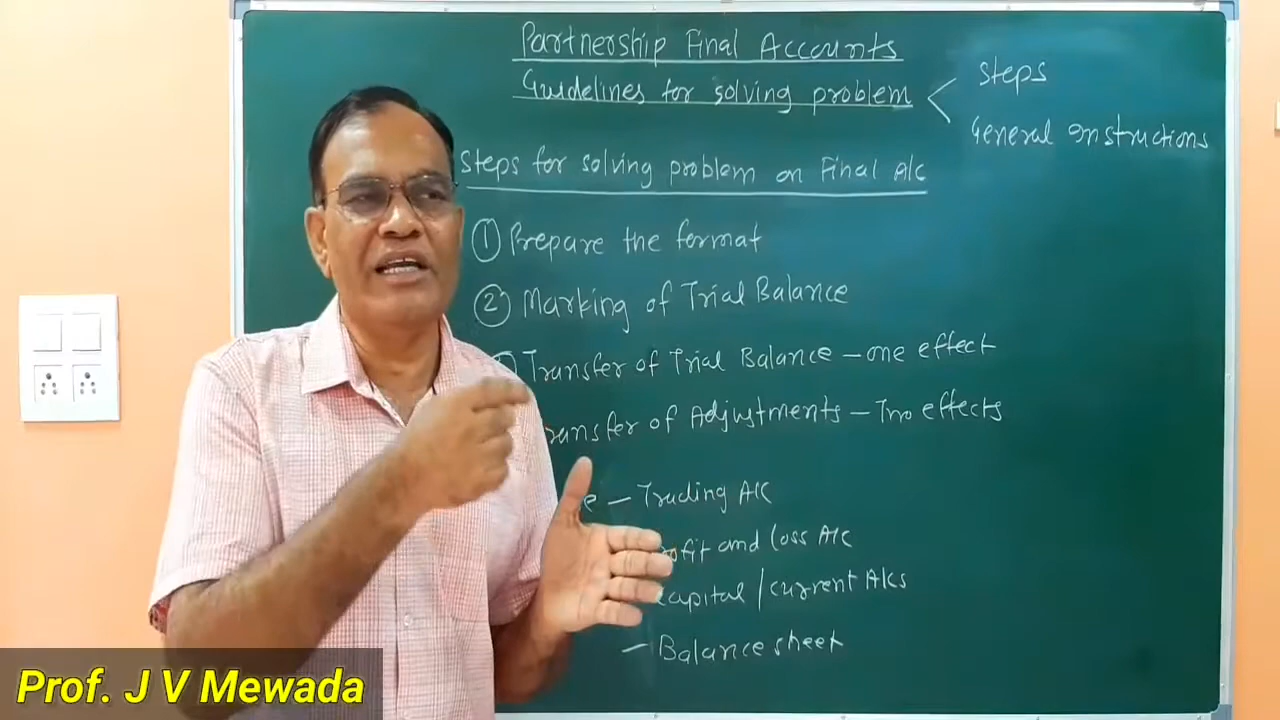 Partnership Final Accounts
Guidelines for solving problem
Steps
General Instructions
Steps for solving problem on Final A/c
① Prepare the format
② Marking of Trial Balance
Transfer of Trial Balance – one effect
ransfer of Adjustments – Two effects
e – Trading A/c
ofit and Loss A/c
capital / current A/cs
– Balance sheet
Prof. J V Mewada